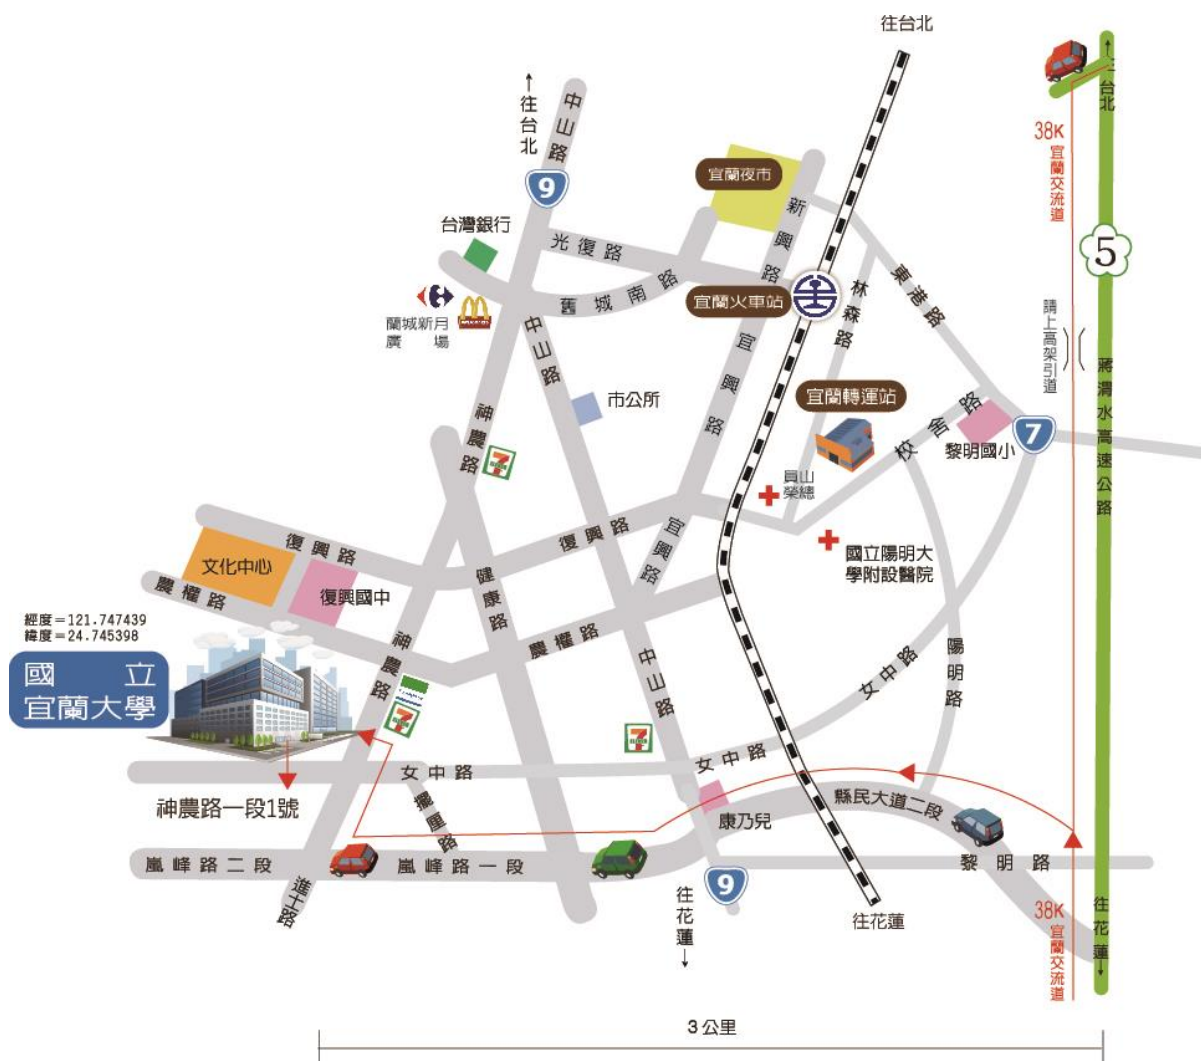 往台北
往台北
中山路
9
宜蘭夜市
台灣銀行
光復路
新興路
舊城南路
宜蘭火車站
林森路
東港路
38K
宜蘭交流道
台北
5
請上高架引道
蔣渭水高速公路
蘭城新月
廣場
中山路
市公所
宜興路
宜蘭轉運站
校舍路
黎明國小
7
神農路
7
ELEVEN
員山
榮總
國立陽明大
學附設醫院
復興路
復興路
宜興路
文化中心
復興國中
農權路
健康路
農權路
經度=121.747439
緯度=24.745398
國立
宜蘭大學
神農路
7
中山路
女中路
陽明路
7
ELEVEN
女中路
女中路
神農路一段1號
擺厘路
康乃兒
縣民大道二段
嵐峰路二段
嵐峰路一段
黎明路
進士路
9
往花蓮
往花蓮
38K
宜蘭交流道
往花蓮
3公里